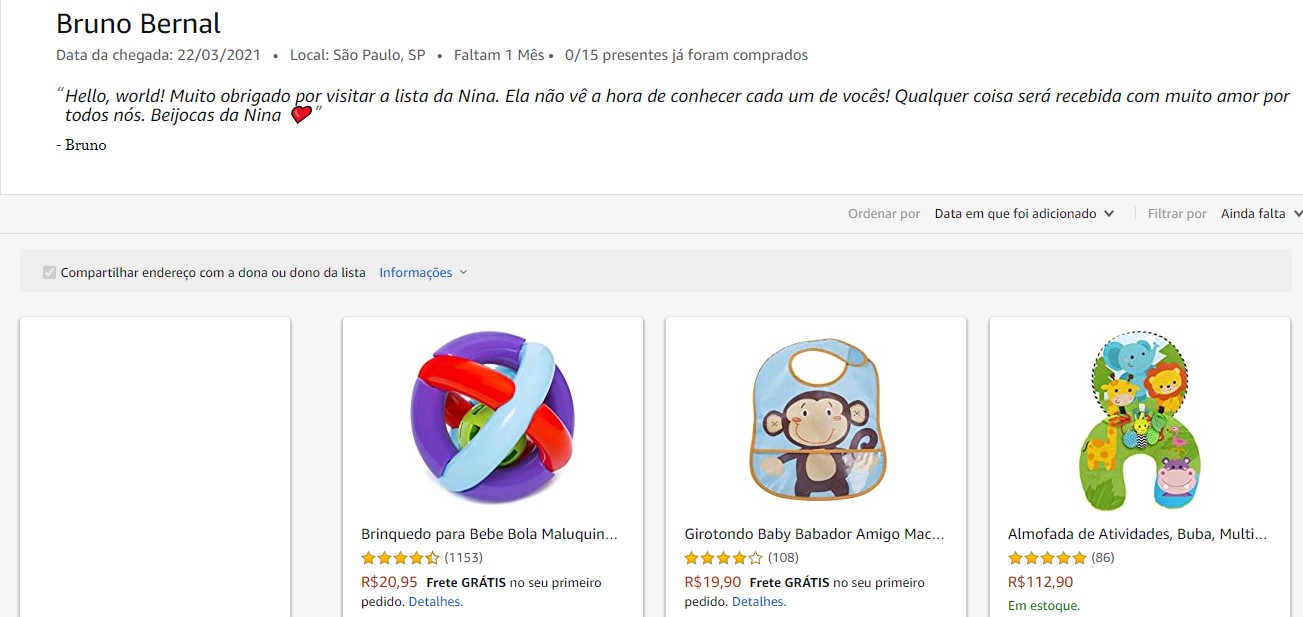 Bruno Bernal
Data da chegada: 22/03/2021 • Local: São Paulo, SP • Faltam 1 Mês • 0/15 presentes já foram comprados
“Hello, world! Muito obrigado por visitar a lista da Nina. Ela não vê a hora de conhecer cada um de vocês! Qualquer coisa será recebida com muito amor por
todos nós. Beijocas da Nina ❤”
- Bruno
Ordenar por Data em que foi adicionado Filtrar por Ainda falta
Compartilhar endereço com a dona ou dono da lista Informações
Brinquedo para Bebe Bola Maluquin...
(1153)
R$20,95 Frete GRÁTIS no seu primeiro
pedido. Detalhes.
Girotondo Baby Babador Amigo Mac...
(108)
R$19,90 Frete GRÁTIS no seu primeiro
pedido. Detalhes.
Almofada de Atividades, Buba, Multi...
(86)
R$112,90
Em estoque.